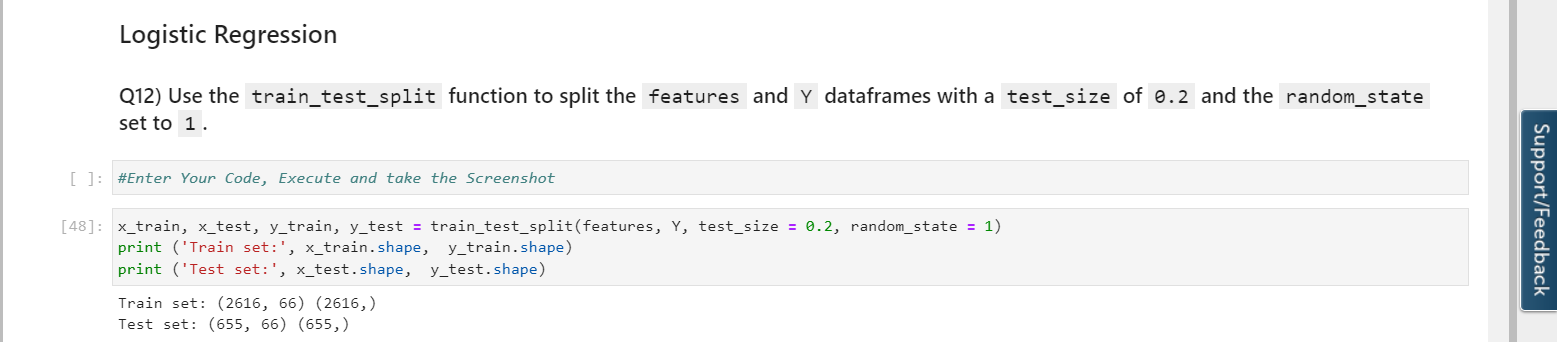 Logistic Regression
Q12) Use the train_test_split function to split the features and Y dataframes with a test_size of 0.2 and the random_state
set to 1.
[ ]: #Enter Your Code, Execute and take the Screenshot
[48]: x_train, x_test, y_train, y_test = train_test_split(features, Y, test_size = 0.2, random_state = 1)
print ('Train set:', x_train.shape,  y_train.shape)
print ('Test set:', x_test.shape,  y_test.shape)
Train set: (2616, 66) (2616,)
Test set: (655, 66) (655,)
Support/Feedback